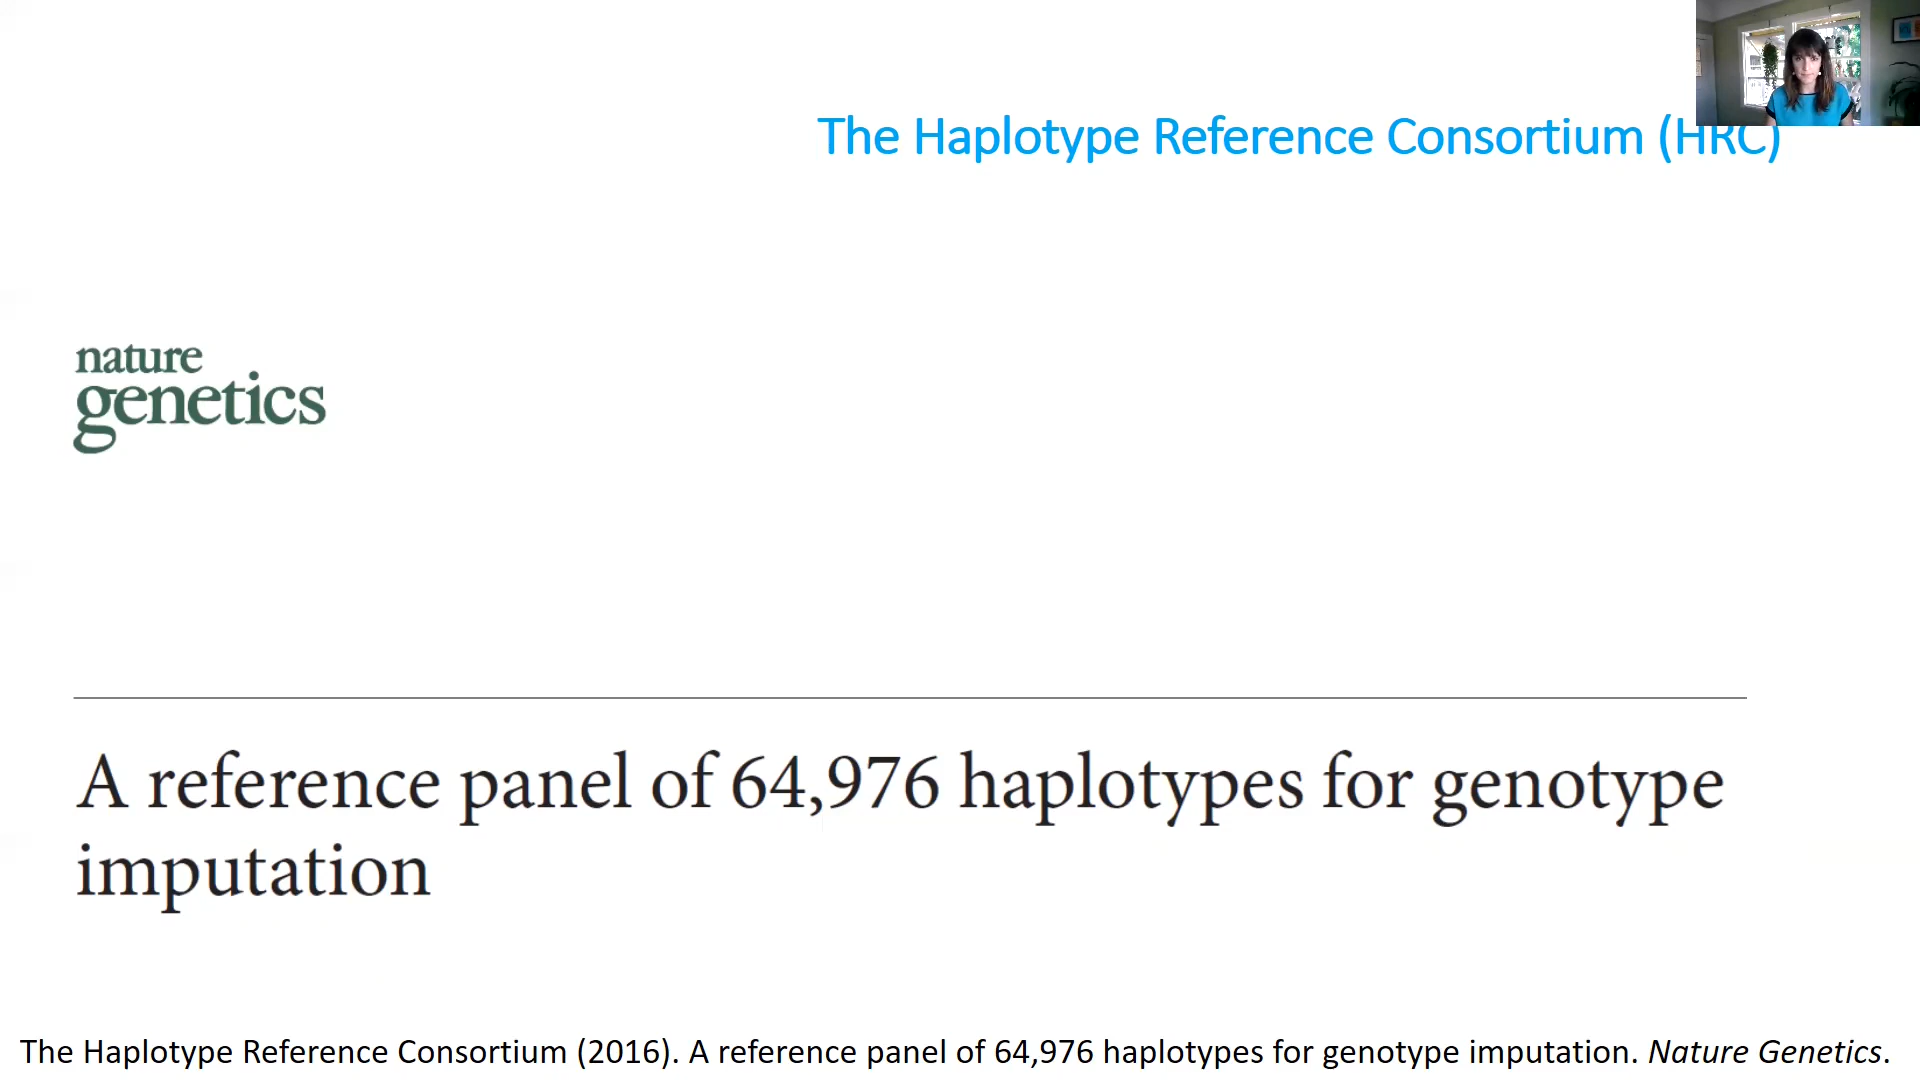 The Haplotype Reference Consortium (HRC)
nature
genetics
A reference panel of 64,976 haplotypes for genotype
imputation
The Haplotype Reference Consortium (2016). A reference panel of 64,976 haplotypes for genotype imputation. Nature Genetics.